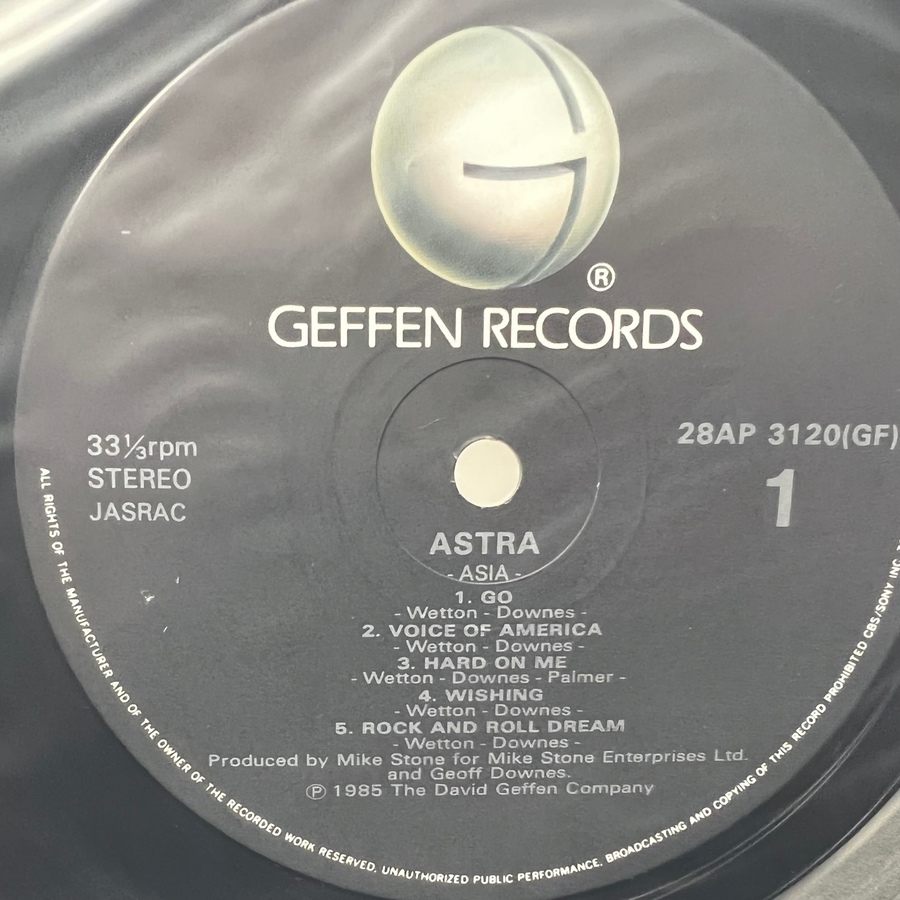 ®
GEFFEN RECORDS
33⅓rpm
STEREO
JASRAC
28AP 3120(GF)
1
ASTRA
- ASIA -
1. GO
- Wetton - Downes -
2. VOICE OF AMERICA
- Wetton - Downes -
3. HARD ON ME
- Wetton - Downes - Palmer -
4. WISHING
- Wetton - Downes -
5. ROCK AND ROLL DREAM
- Wetton - Downes -
Produced by Mike Stone for Mike Stone Enterprises Ltd.
and Geoff Downes.
℗ 1985 The David Geffen Company
ALL RIGHTS OF THE MANUFACTURER AND OF THE OWNER OF THE RECORDED WORK RESERVED. UNAUTHORIZED PUBLIC PERFORMANCE. BROADCASTING AND COPYING OF THIS RECORD PROHIBITED CBS/SONY INC.